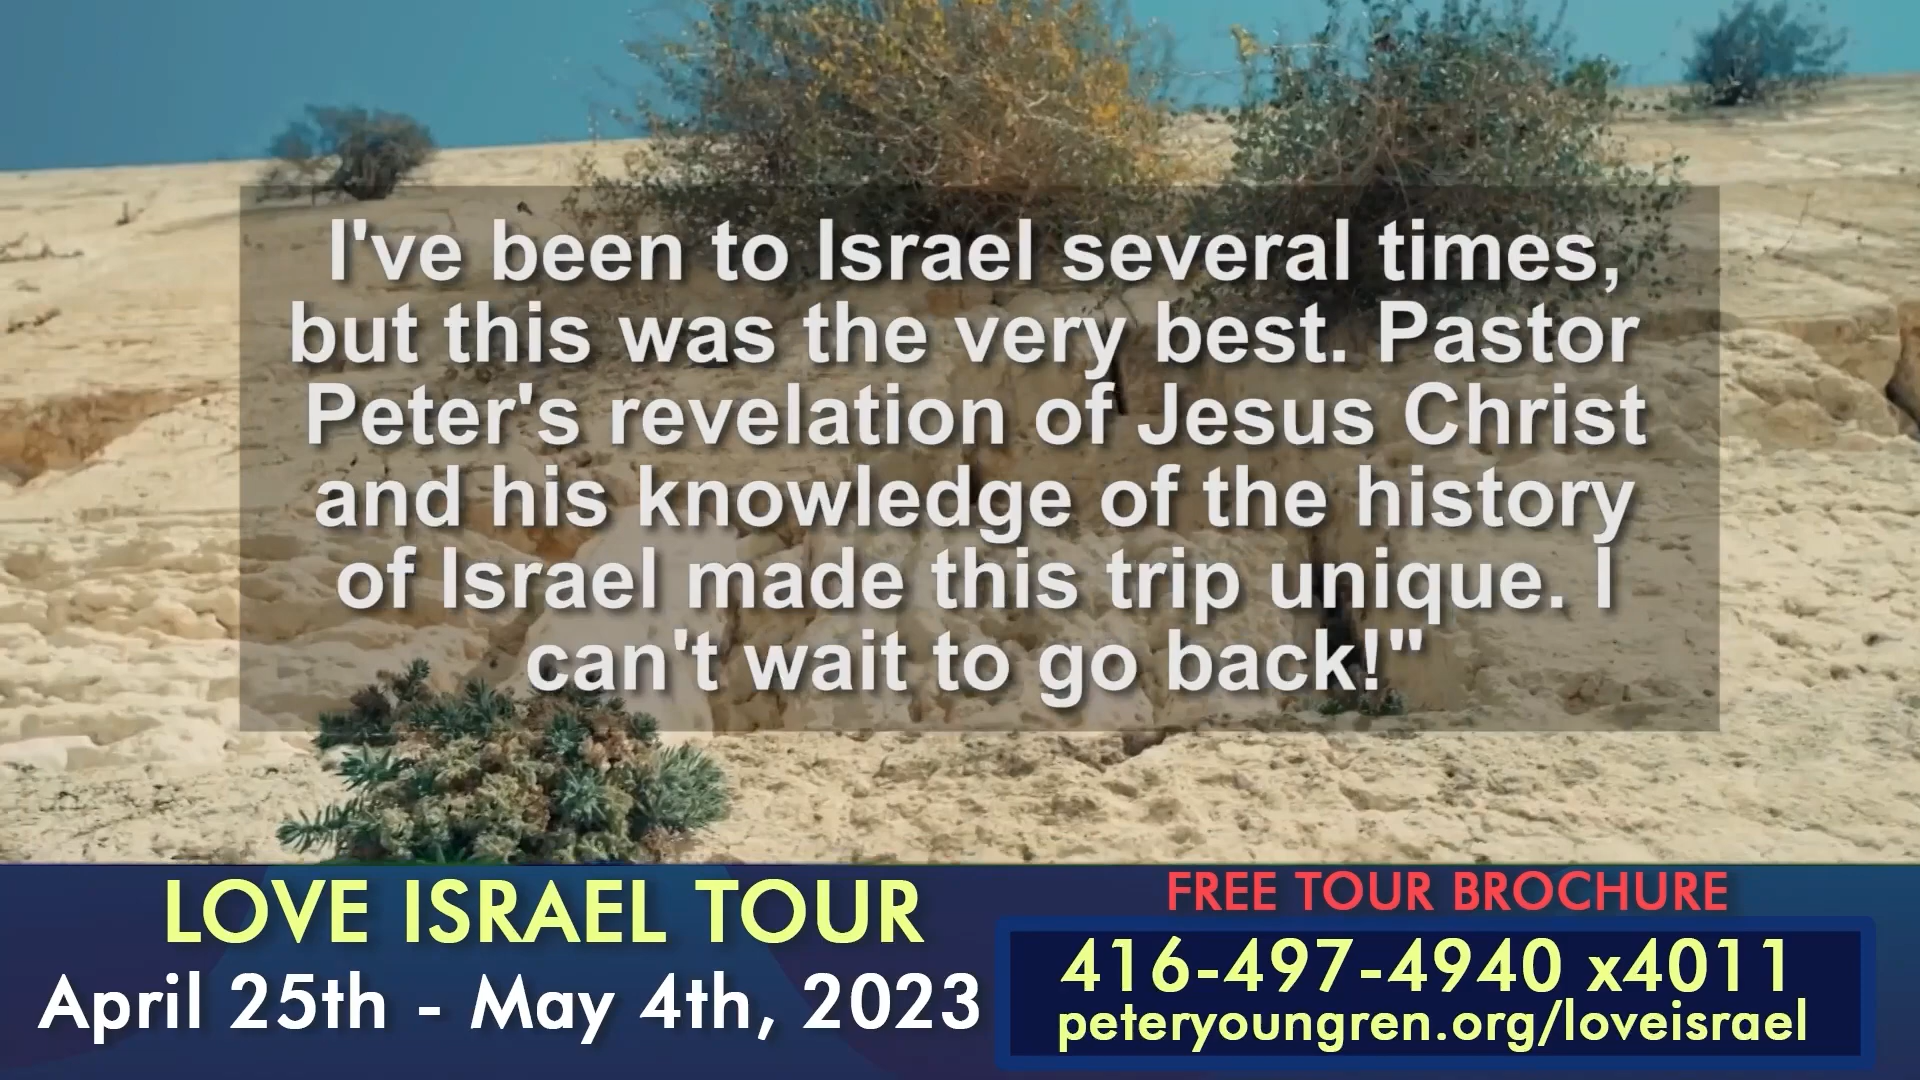 I've been to Israel several times,
but this was the very best. Pastor
Peter's revelation of Jesus Christ
and his knowledge of the history
of Israel made this trip unique. I
can't wait to go back!"
LOVE ISRAEL TOUR
April 25th - May 4th, 2023
FREE TOUR BROCHURE
416-497-4940 x4011
peteryoungren.org/loveisrael